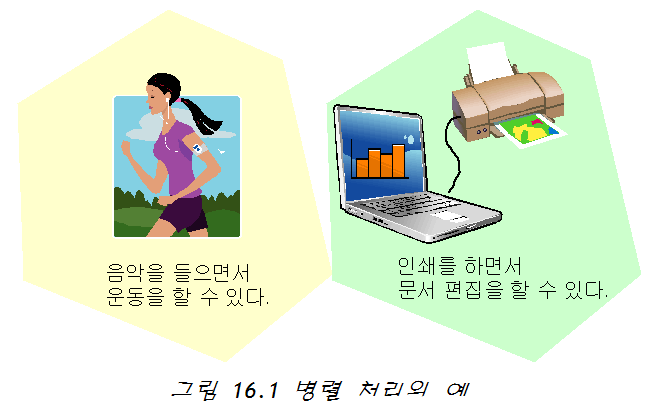 음악을 들으면서
운동을 할 수 있다.
인쇄를 하면서
문서 편집을 할 수 있다.
그림 16.1 병렬 처리의 예